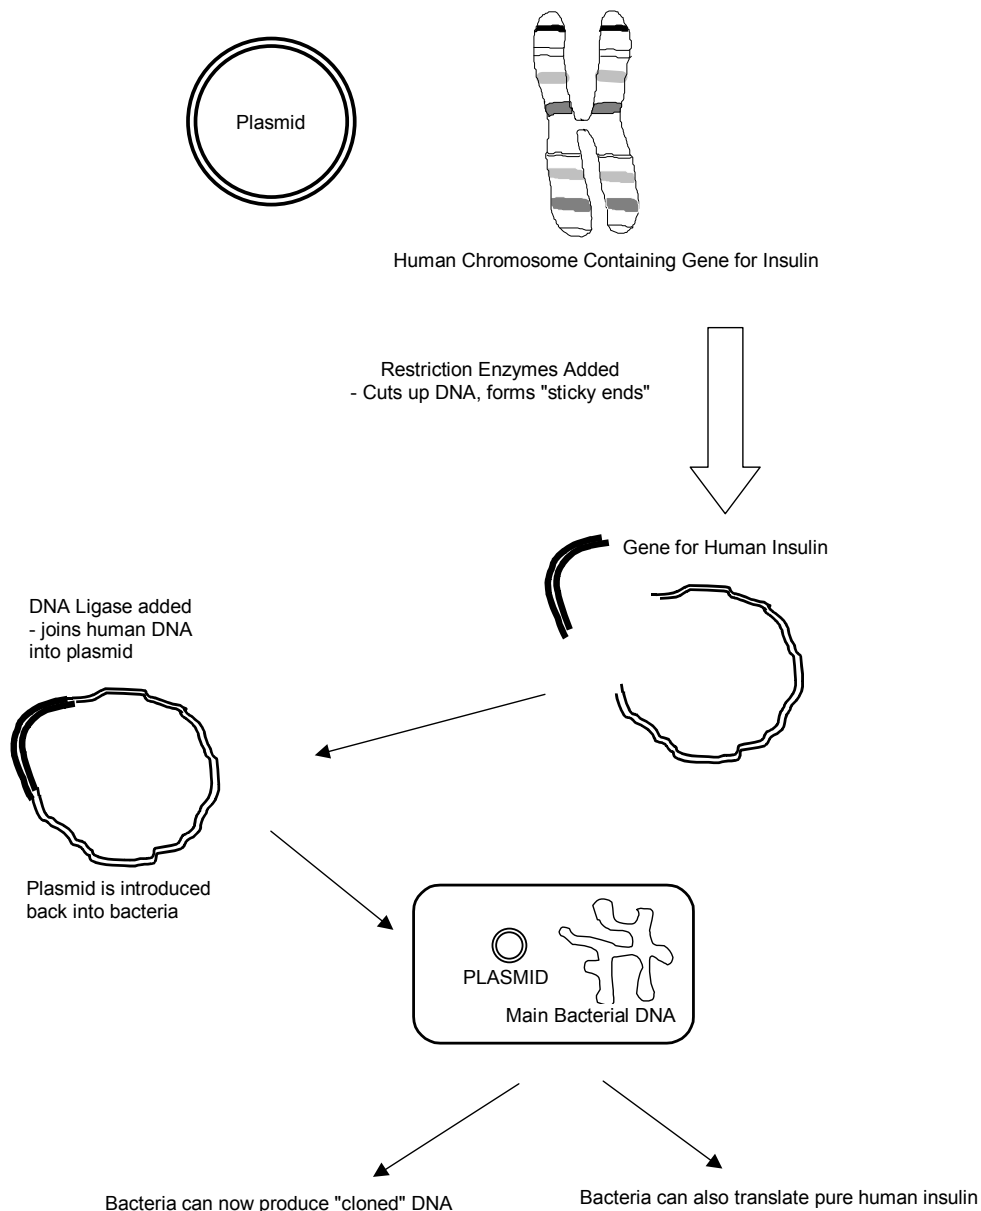 Plasmid
Human Chromosome Containing Gene for Insulin
Restriction Enzymes Added
- Cuts up DNA, forms "sticky ends"
Gene for Human Insulin
DNA Ligase added
- joins human DNA
into plasmid
Plasmid is introduced
back into bacteria
PLASMID
Main Bacterial DNA
Bacteria can now produce "cloned" DNA
Bacteria can also translate pure human insulin